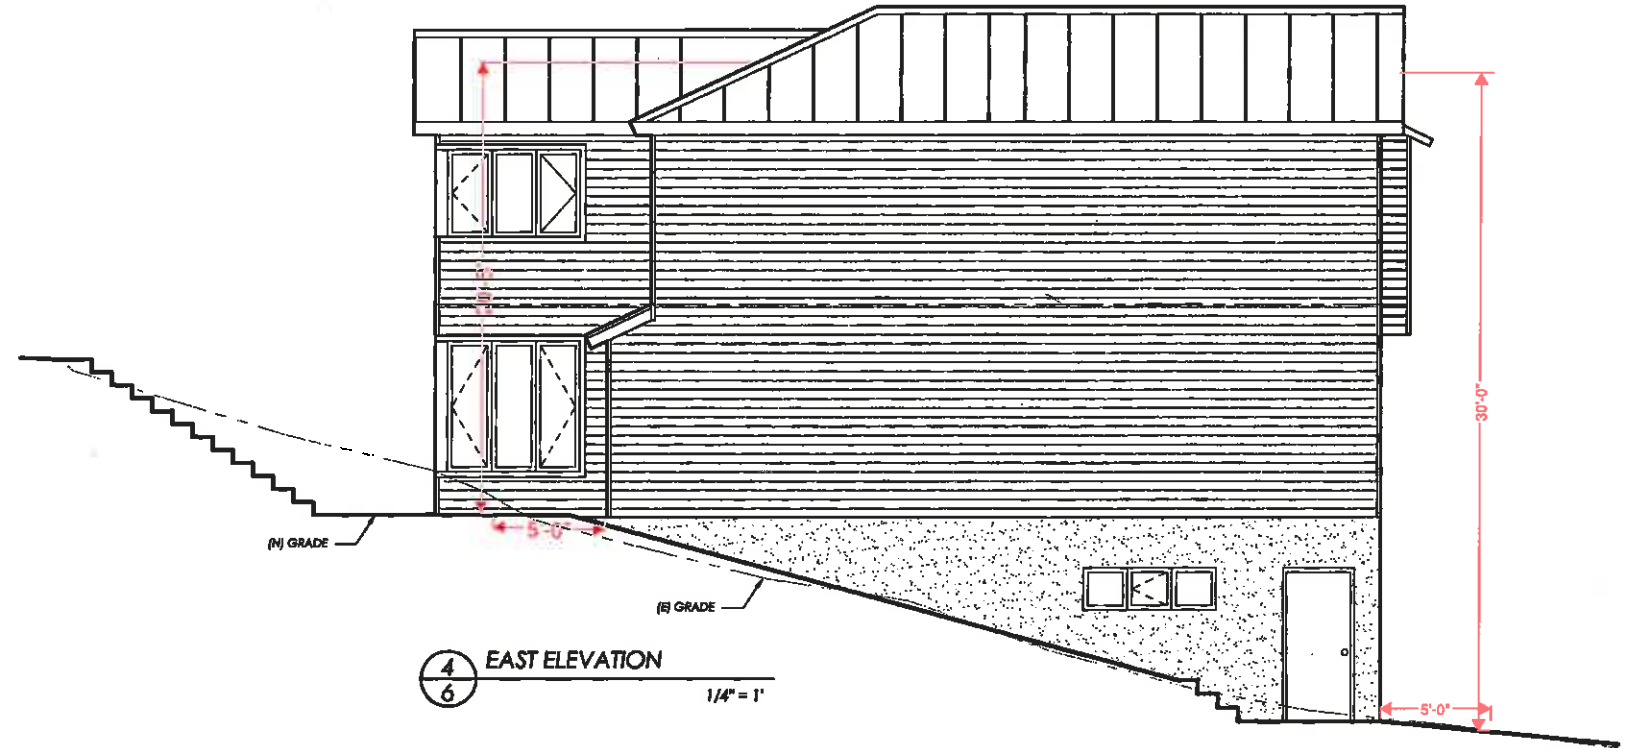 30'-0"
5'-0"
(N) GRADE
(E) GRADE
5'-0"
4
6
EAST ELEVATION
1/4" = 1'